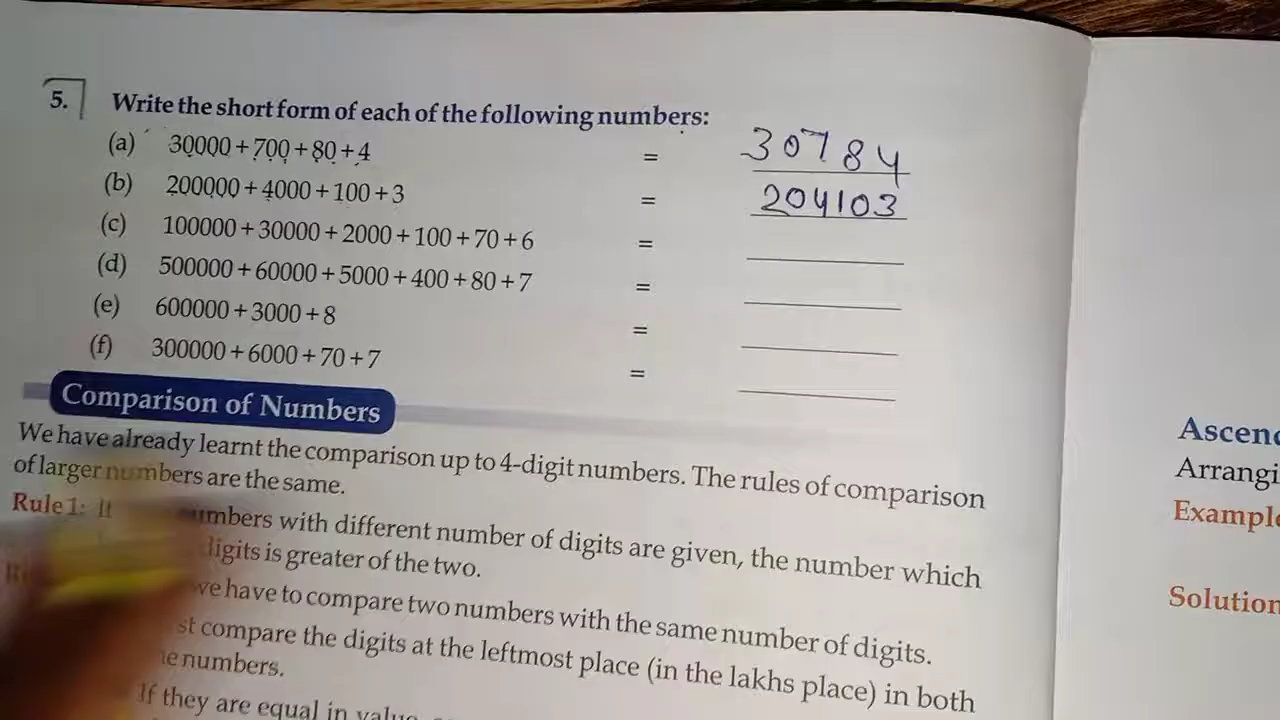 5. Write the short form of each of the following numbers:
(a) 30000 + 700 + 80 + 4 = 30784
(b) 200000 + 4000 + 100 + 3 = 204103
(c) 100000 + 30000 + 2000 + 100 + 70 + 6 =
(d) 500000 + 60000 + 5000 + 400 + 80 + 7 =
(e) 600000 + 3000 + 8 =
(f) 300000 + 6000 + 70 + 7 =
Comparison of Numbers
We have already learnt the comparison up to 4-digit numbers. The rules of comparison
of larger numbers are the same.
Rule 1: If numbers with different number of digits are given, the number which
digits is greater of the two.
we have to compare two numbers with the same number of digits.
compare the digits at the leftmost place (in the lakhs place) in both
numbers.
If they are equal in value
Ascen
Arrangi
Example
Solution